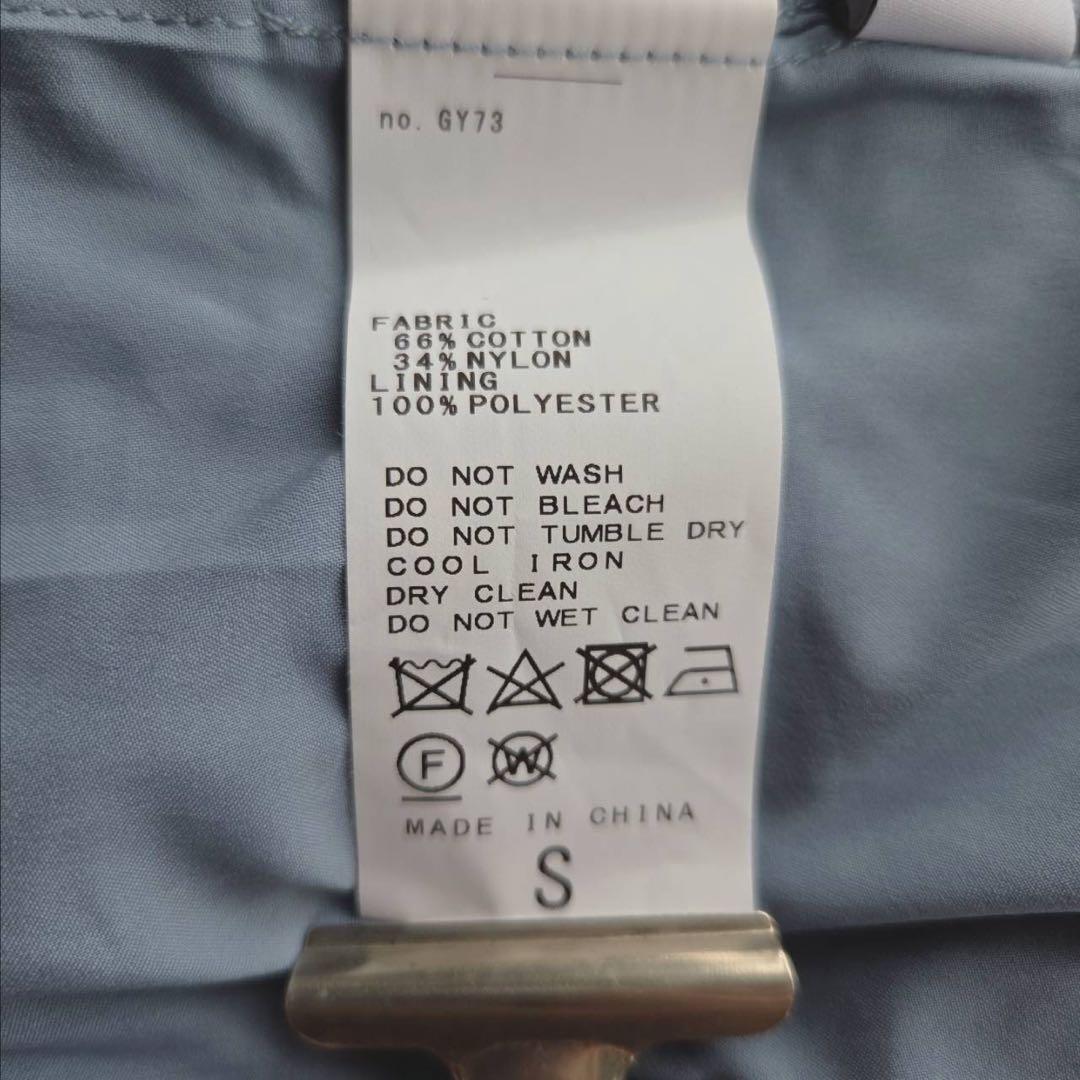 no. GY73
FABRIC
66% COTTON
34% NYLON
LINING
100% POLYESTER
DO NOT WASH
DO NOT BLEACH
DO NOT TUMBLE DRY
COOL IRON
DRY CLEAN
DO NOT WET CLEAN
F W
MADE IN CHINA
S